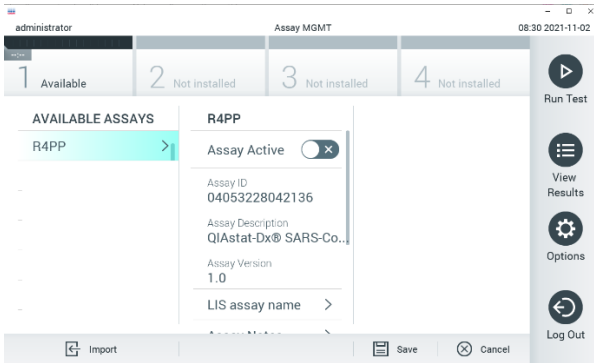 administrator Assay MGMT 08:30 2021-11-02
--:--
1 Available 2 Not installed 3 Not installed 4 Not installed
Run Test
AVAILABLE ASSAYS R4PP
R4PP
Assay Active
View
Results
Assay ID
04053228042136
Assay Description
QIAstat-Dx® SARS-Co...
Options
Assay Version
1.0
LIS assay name
Assay Notes
Log Out
Import Save Cancel